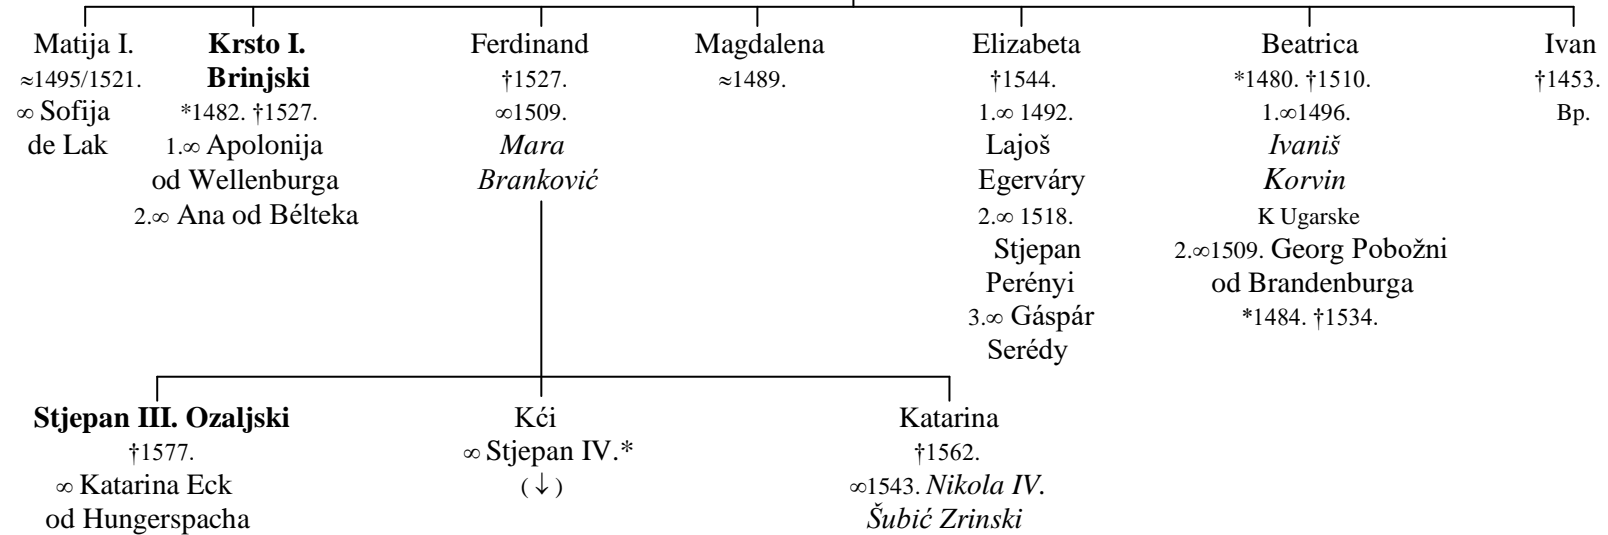 Matija I.
≈1495/1521.
∞ Sofija
de Lak
Krsto I.
Brinjski
*1482. †1527.
1.∞ Apolonija
od Wellenburga
2.∞ Ana od Bélteka
Ferdinand
†1527.
∞1509.
Mara
Branković
Magdalena
≈1489.
Elizabeta
†1544.
1.∞ 1492.
Lajoš
Egerváry
2.∞ 1518.
Stjepan
Perényi
3.∞ Gáspár
Serédy
Beatrica
*1480. †1510.
1.∞1496.
Ivaniš
Korvin
K Ugarske
2.∞1509. Georg Pobožni
od Brandenburga
*1484. †1534.
Ivan
†1453.
Bp.
Stjepan III. Ozaljski
†1577.
∞ Katarina Eck
od Hungerspacha
Kći
∞ Stjepan IV.*
(↓)
Katarina
†1562.
∞1543. Nikola IV.
Šubić Zrinski